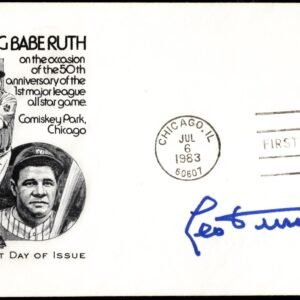 G BABE RUTH
on the occasion
of the 50th
anniversary of the
1st major league
all star game.
Comiskey Park,
Chicago
T DAY OF ISSUE
CHICAGO, IL
JUL
6
1983
60607
FIRST
Leo